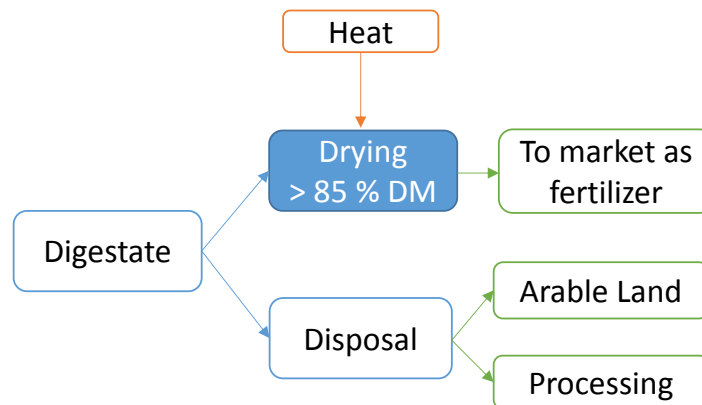 Heat
Drying
> 85 % DM
To market as
fertilizer
Digestate
Arable Land
Disposal
Processing